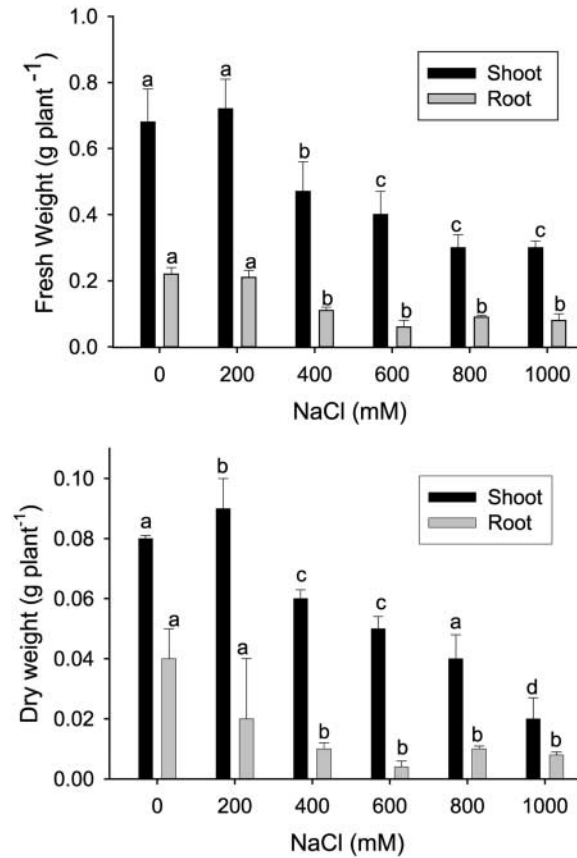 Fresh Weight (g plant ⁻¹)
1.0
0.8
0.6
0.4
0.2
0.0
a
a
a
a
b
b
c
b
c
b
c
b
Shoot
Root
0
200
400
600
800
1000
NaCl (mM)
Dry weight (g plant⁻¹)
0.10
0.08
0.06
0.04
0.02
0.00
a
a
b
a
c
b
c
b
a
b
d
b
Shoot
Root
0
200
400
600
800
1000
NaCl (mM)